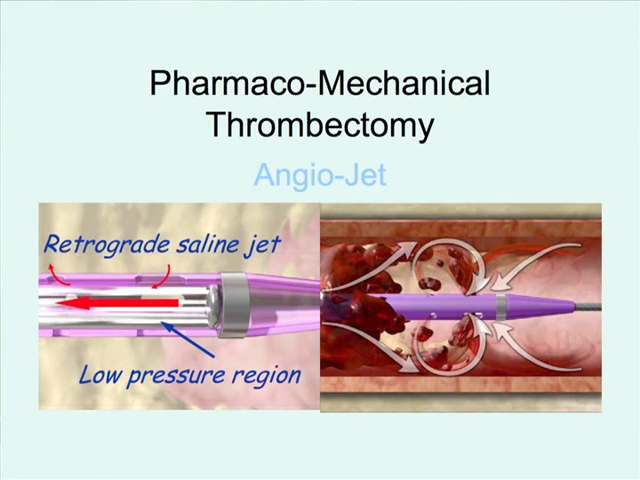 Pharmaco-Mechanical
Thrombectomy
Angio-Jet
Retrograde saline jet
Low pressure region